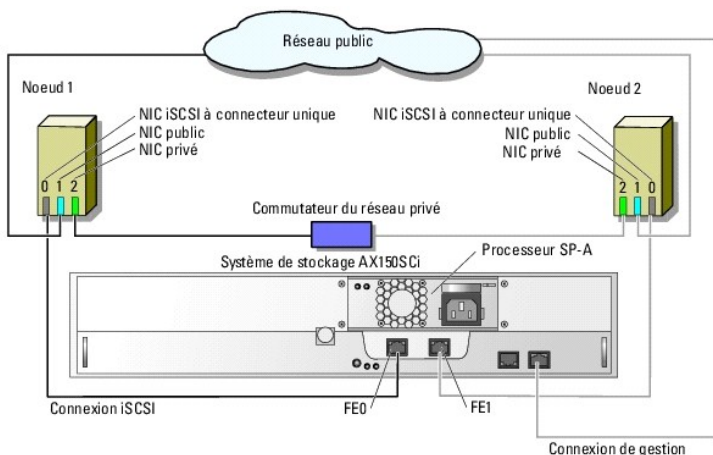 Réseau public
Noeud 1
Noeud 2
NIC iSCSI à connecteur unique
NIC public
NIC privé
NIC iSCSI à connecteur unique
NIC public
NIC privé
0 1 2
2 1 0
Commutateur du réseau privé
Système de stockage AX150SCi
Processeur SP-A
Connexion iSCSI
FE0
FE1
Connexion de gestion